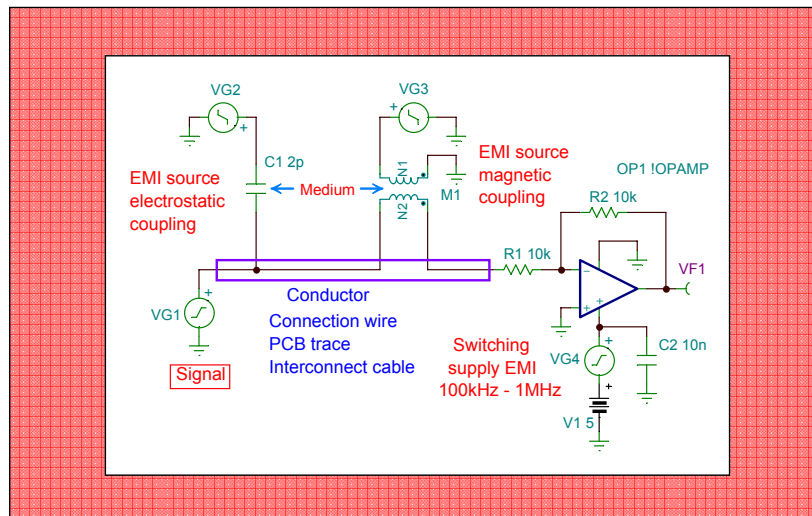 VG2
+
C1 2p
EMI source
electrostatic
coupling
Medium
VG3
+
N1
N2
M1
EMI source
magnetic
coupling
OP1 !OPAMP
R2 10k
R1 10k
VF1
−
+
+
VG1
+
Signal
Conductor
Connection wire
PCB trace
Interconnect cable
Switching
supply EMI
100kHz - 1MHz
VG4
+
C2 10n
+
V1 5